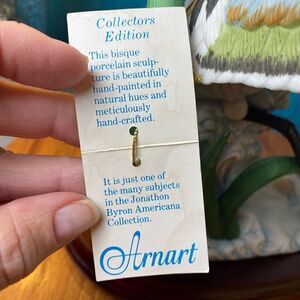 Collectors
Edition
This bisque
porcelain sculp-
ture is beautifully
hand-painted in
natural hues and
meticulously
hand-crafted.
It is just one of
the many subjects
in the Jonathon
Byron Americana
Collection.
Arnart